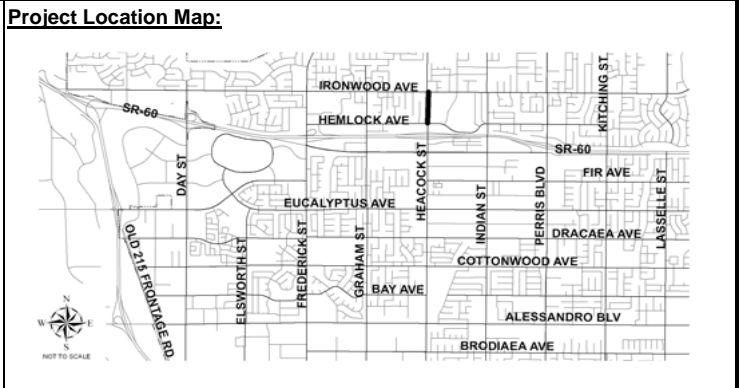 Project Location Map:
IRONWOOD AVE
SR-60
HEMLOCK AVE
KITCHING ST
SR-60
DAY ST
HEACOCK ST
FIR AVE
EUCALYPTUS AVE
INDIAN ST
PERRIS BLVD
LASSELLE ST
OLD 215 FRONTAGE RD
ELSWORTH ST
FREDERICK ST
GRAHAM ST
DRACAEA AVE
COTTONWOOD AVE
BAY AVE
N
W E
S
NOT TO SCALE
ALESSANDRO BLV
BRODIAEA AVE